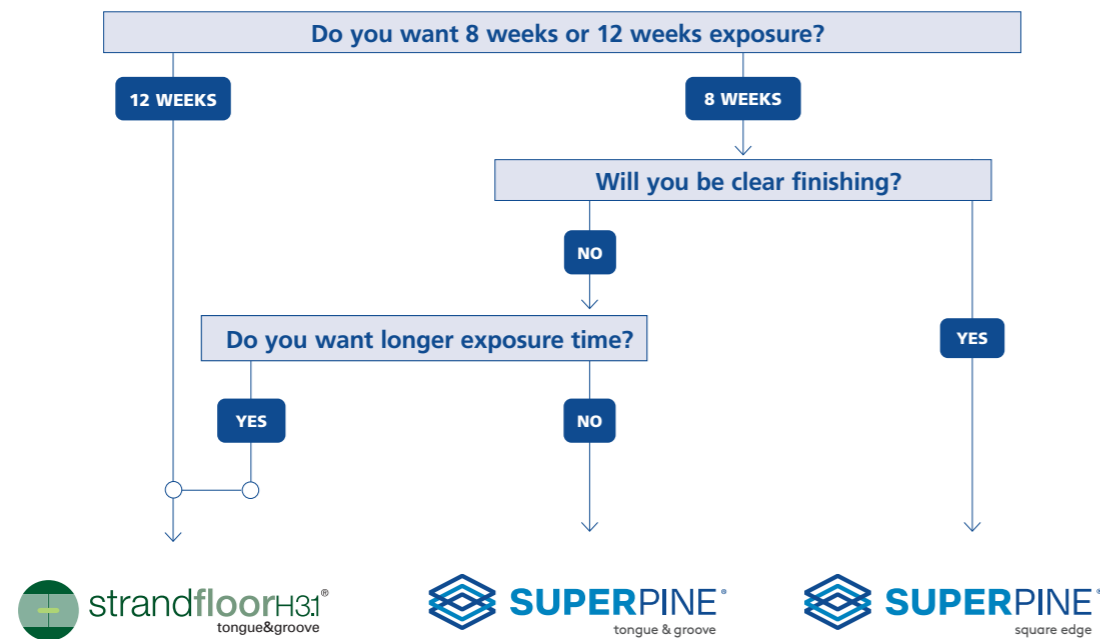 Do you want 8 weeks or 12 weeks exposure?
12 WEEKS
8 WEEKS
Will you be clear finishing?
NO
Do you want longer exposure time?
YES
YES
NO
strandfloorH3.1®
tongue&groove
SUPERPINE®
tongue & groove
SUPERPINE®
square edge